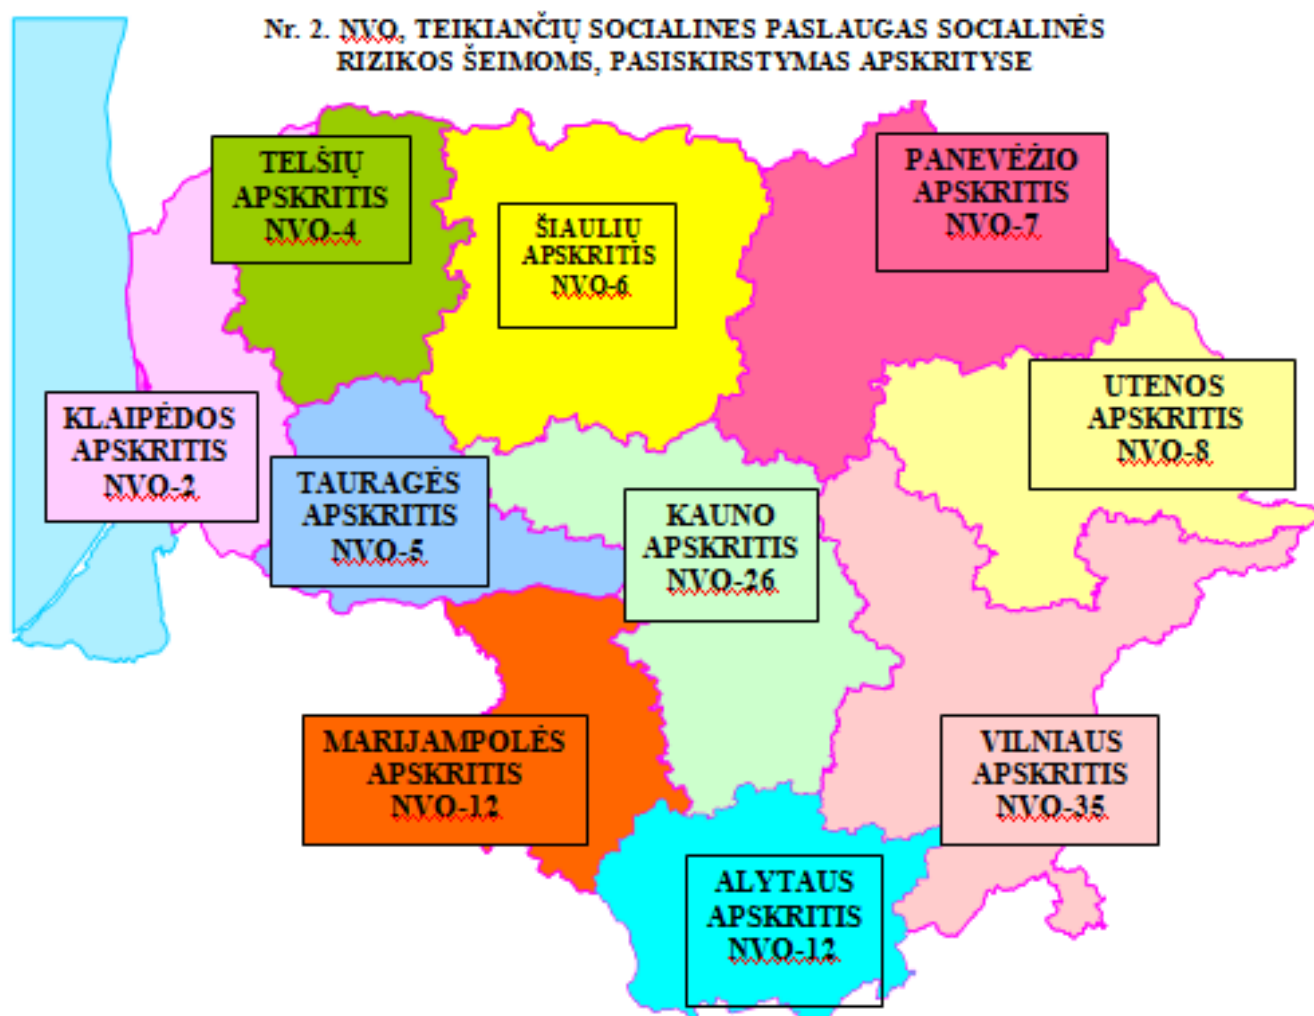 Nr. 2. NVO, TEIKIANČIŲ SOCIALINES PASLAUGAS SOCIALINĖS
RIZIKOS ŠEIMOMS, PASISKIRSTYMAS APSKRITYSE
TELŠIŲ
APSKRITIS
NVO-4
ŠIAULIŲ
APSKRITIS
NVO-6
PANEVĖŽIO
APSKRITIS
NVO-7
KLAIPĖDOS
APSKRITIS
NVO-2
TAURAGĖS
APSKRITIS
NVO-5
KAUNO
APSKRITIS
NVO-26
UTENOS
APSKRITIS
NVO-8
MARIJAMPOLĖS
APSKRITIS
NVO-12
VILNIAUS
APSKRITIS
NVO-35
ALYTAUS
APSKRITIS
NVO-12